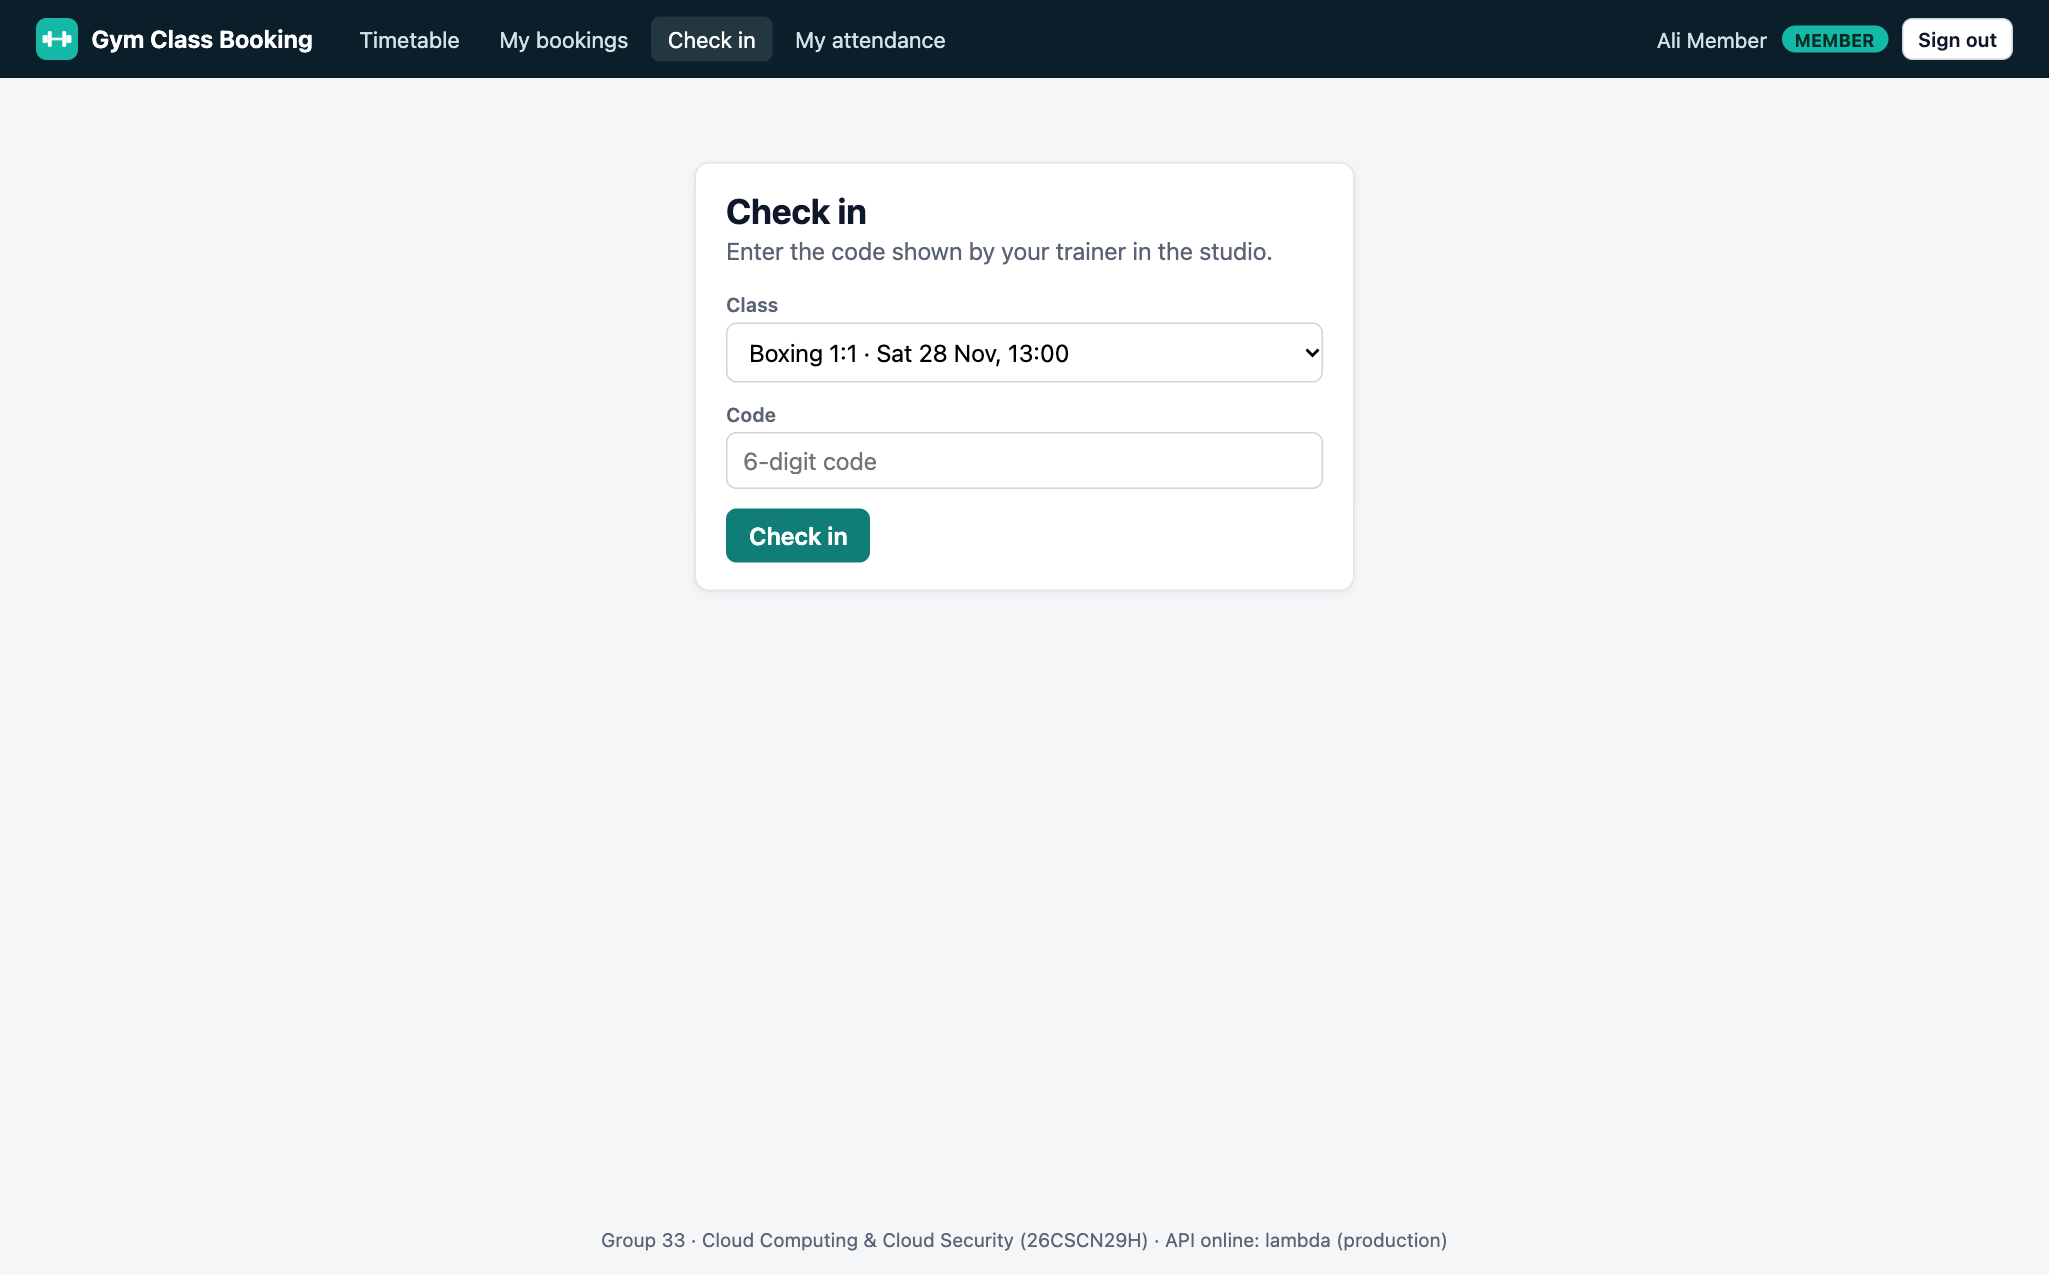 Gym Class Booking
Timetable
My bookings
Check in
My attendance
Ali Member
MEMBER
Sign out
Check in
Enter the code shown by your trainer in the studio.
Class
Boxing 1:1 · Sat 28 Nov, 13:00
Code
6-digit code
Check in
Group 33 · Cloud Computing & Cloud Security (26CSCN29H) · API online: lambda (production)